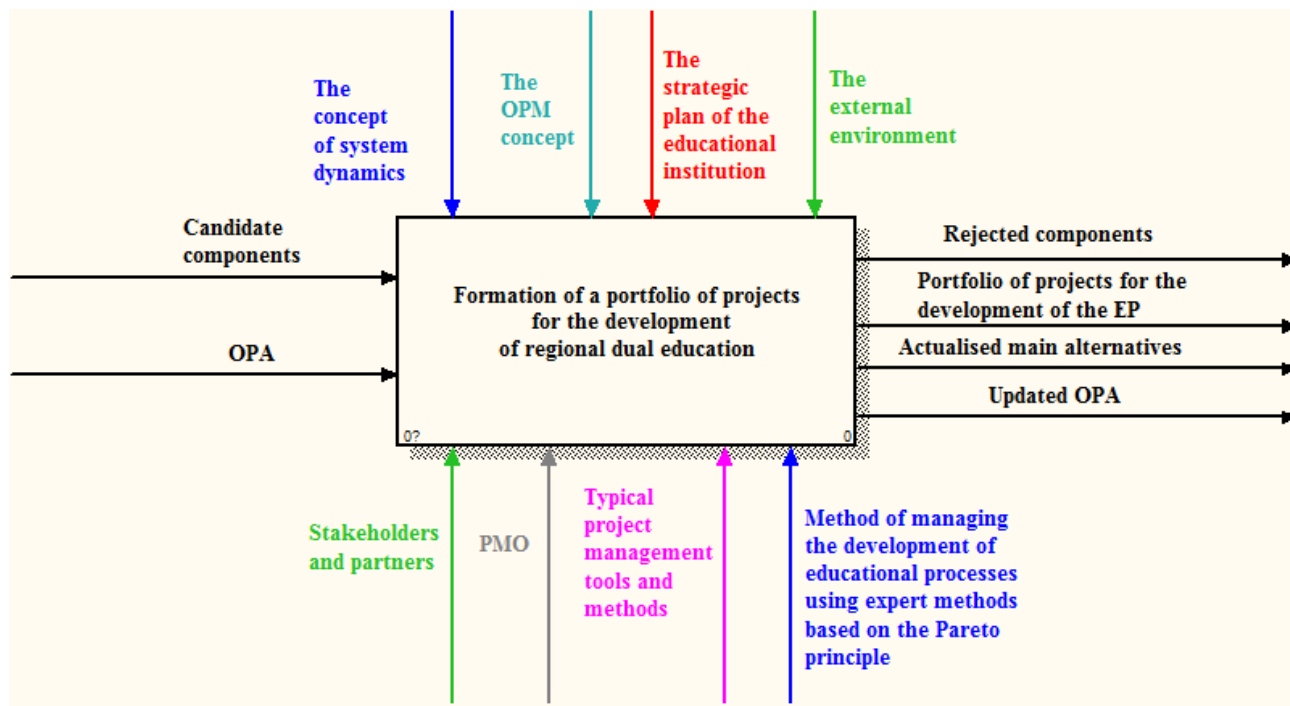 The
concept
of system
dynamics
The
OPM
concept
The
strategic
plan of the
educational
institution
The
external
environment
Candidate
components
OPA
Formation of a portfolio of projects
for the development
of regional dual education
0?
0
Rejected components
Portfolio of projects for the
development of the EP
Actualised main alternatives
Updated OPA
Stakeholders
and partners
PMO
Typical
project
management
tools and
methods
Method of managing
the development of
educational processes
using expert methods
based on the Pareto
principle